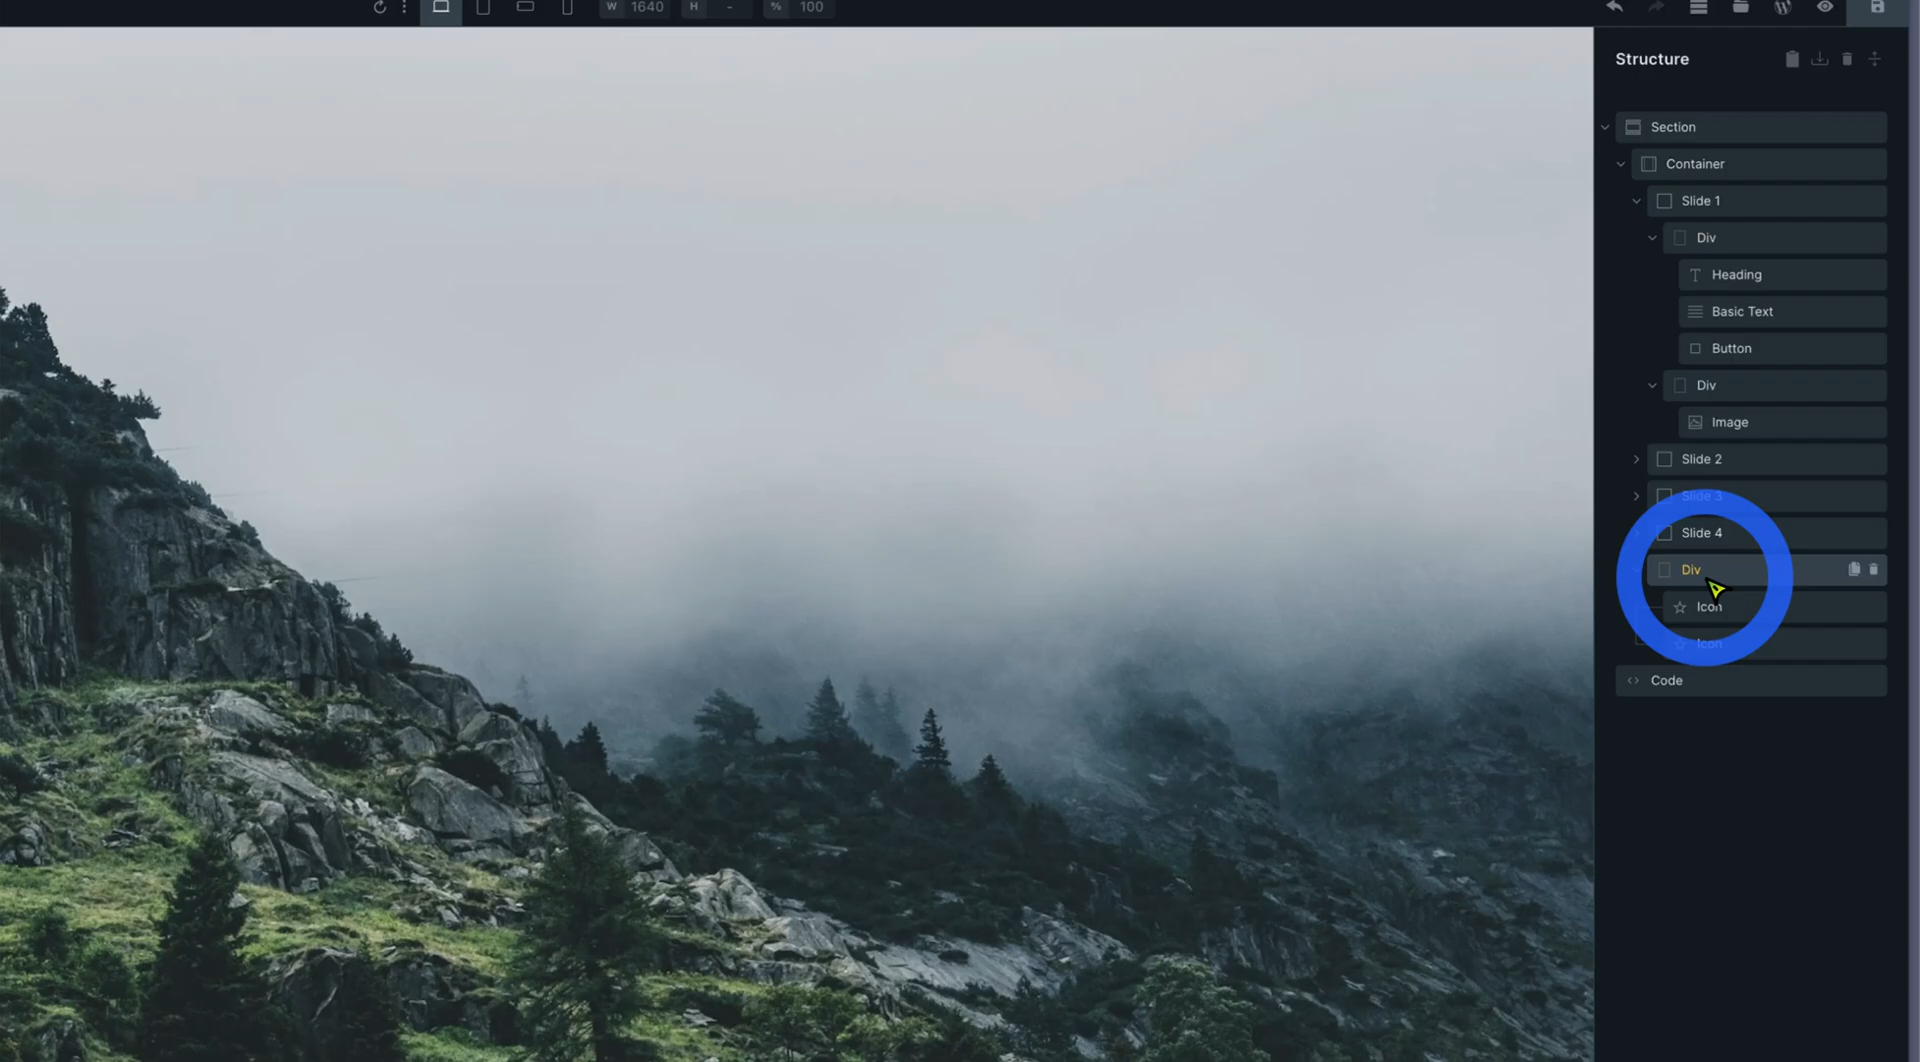 W 1640 H - % 100
Structure
Section
Container
Slide 1
Div
Heading
Basic Text
Button
Div
Image
Slide 2
Slide 3
Slide 4
Div
Icon
Icon
Code